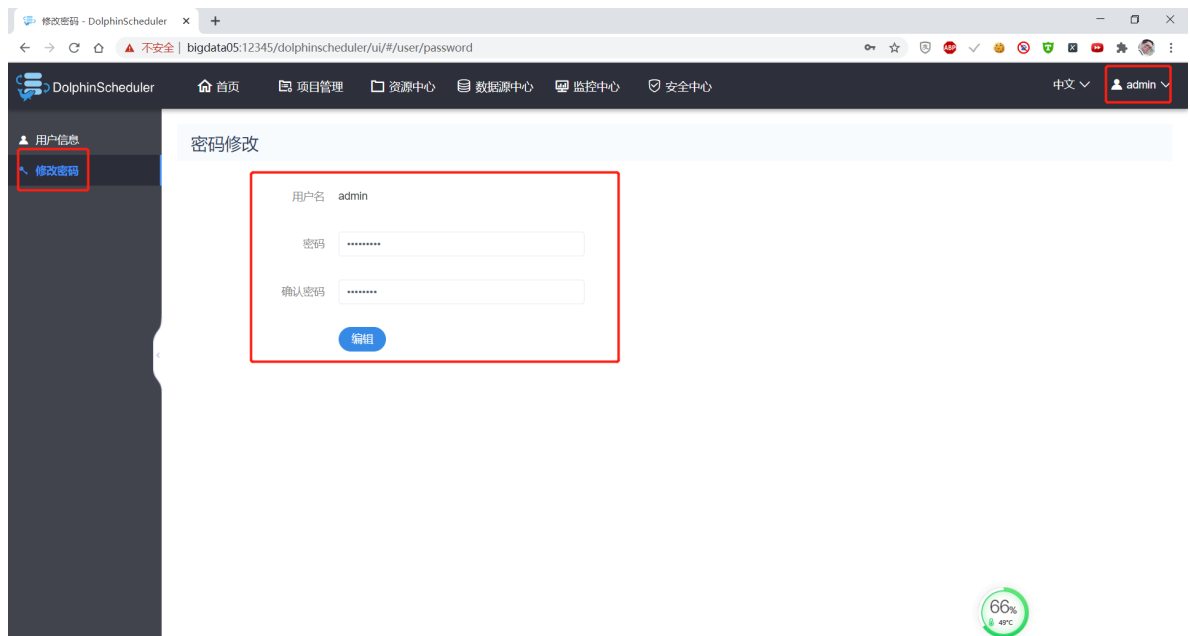 修改密码 - DolphinScheduler
不安全 | bigdata05:12345/dolphinscheduler/ui/#/user/password
ABP
DolphinScheduler 首页 项目管理 资源中心 数据源中心 监控中心 安全中心 中文 admin
用户信息
修改密码
密码修改
用户名 admin
密码 •••••••••
确认密码 ••••••••
编辑
66%
49°C